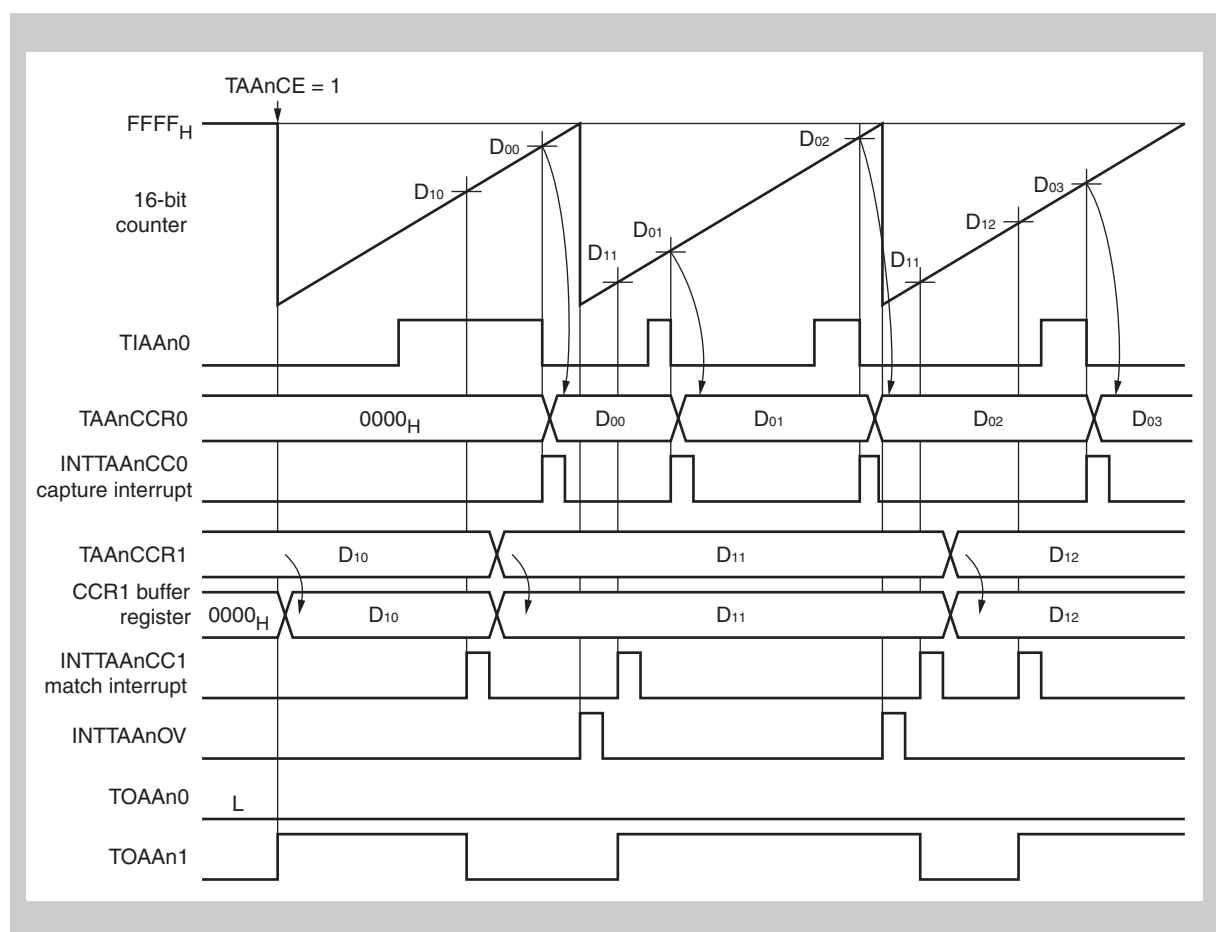 TAAnCE = 1
FFFFH
16-bit
counter
D00
D10
D01
D11
D02
D11
D12
D03
TIAAn0
TAAnCCR0
0000H
D00
D01
D02
D03
INTTAAnCC0
capture interrupt
TAAnCCR1
D10
D11
D12
CCR1 buffer
register
0000H
D10
D11
D12
INTTAAnCC1
match interrupt
INTTAAnOV
TOAAn0
L
TOAAn1